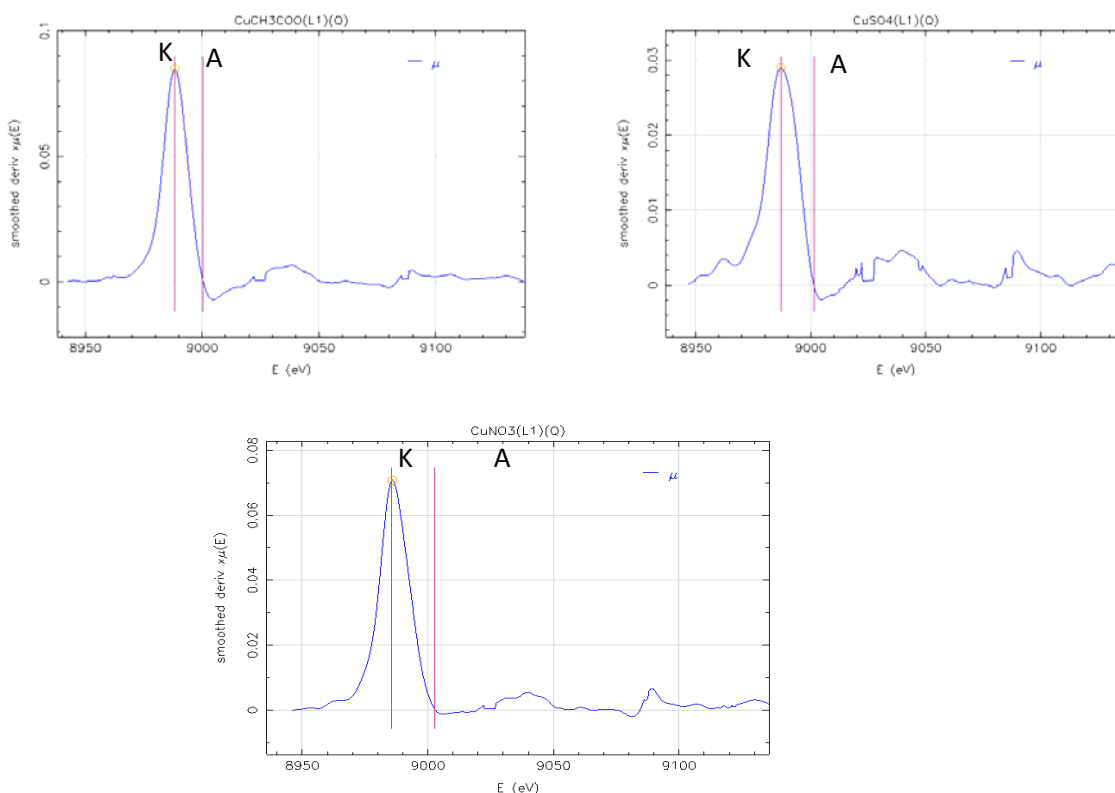 CuCH3COO(L1)(Q)
K A
μ
smoothed deriv xμ(E)
0.1
0.05
0
8950 9000 9050 9100
E (eV)
CuSO4(L1)(Q)
K A
μ
smoothed deriv xμ(E)
0.03
0.02
0.01
0
8950 9000 9050 9100
E (eV)
CuNO3(L1)(Q)
K A
μ
smoothed deriv xμ(E)
0.08
0.06
0.04
0.02
0
8950 9000 9050 9100
E (eV)